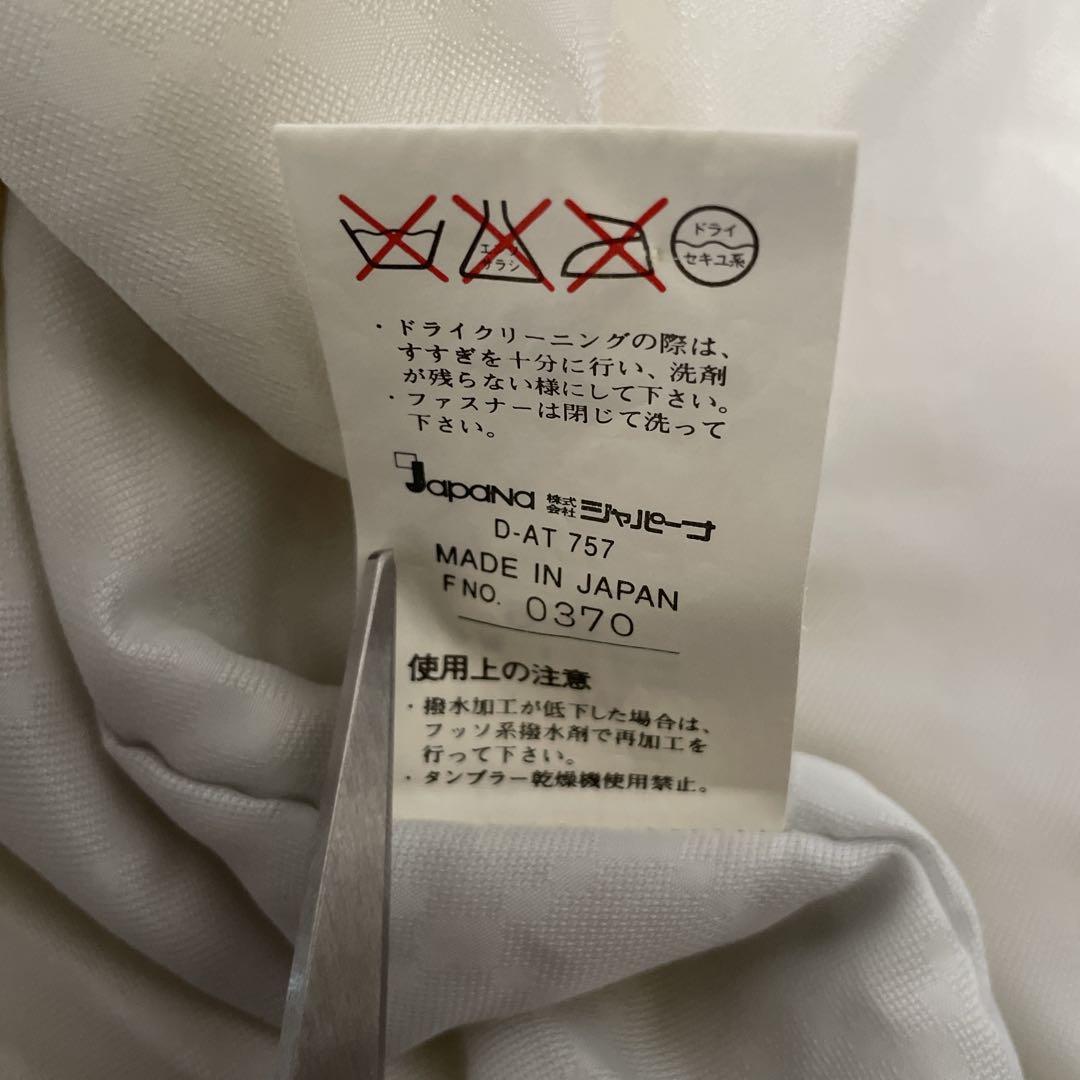 エンソ
サラシ
ドライ
セキユ系
・ドライクリーニングの際は、
すすぎを十分に行い、洗剤
が残らない様にして下さい。
・ファスナーは閉じて洗って
下さい。
Japana 株式会社 ジャパーナ
D-AT 757
MADE IN JAPAN
F NO. 0370
使用上の注意
・撥水加工が低下した場合は、
フッソ系撥水剤で再加工を
行って下さい。
・タンブラー乾燥機使用禁止。